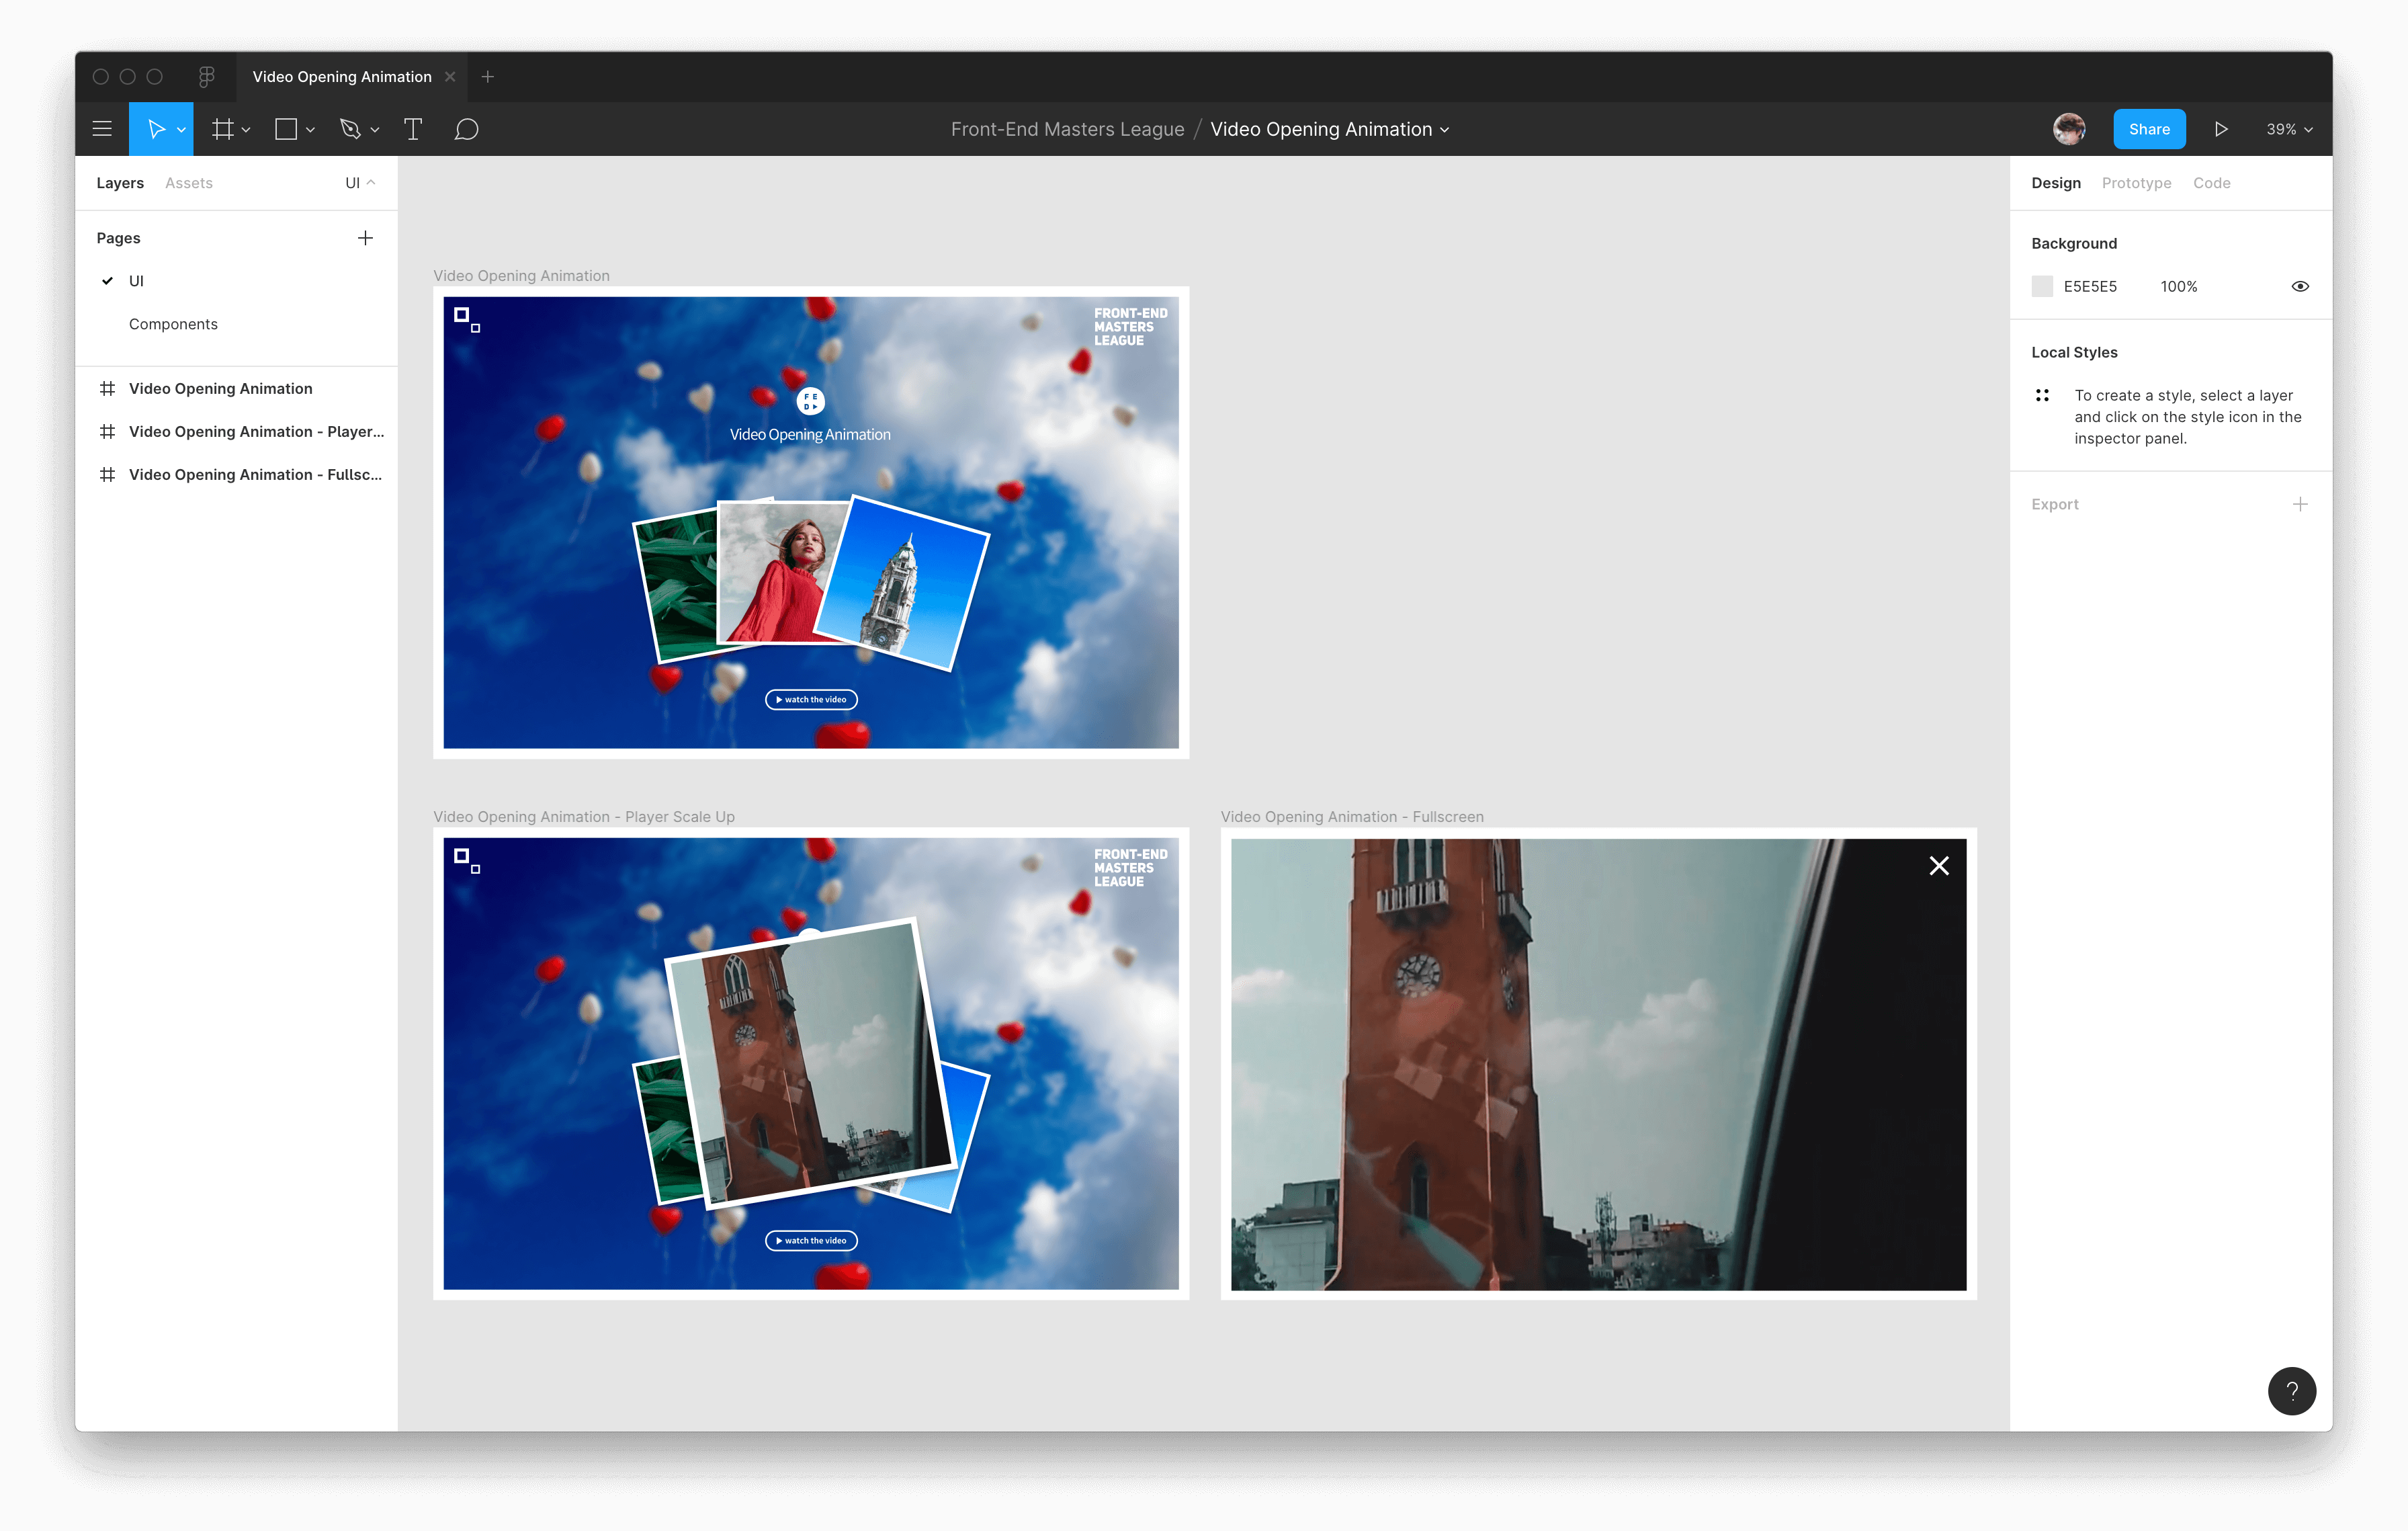 Video Opening Animation
Front-End Masters League / Video Opening Animation
Share
39%
Layers Assets UI
Pages
UI
Components
Video Opening Animation
Video Opening Animation - Player...
Video Opening Animation - Fullsc...
Video Opening Animation
FRONT-END
MASTERS
LEAGUE
F E
D
Video Opening Animation
watch the video
Video Opening Animation - Player Scale Up
FRONT-END
MASTERS
LEAGUE
watch the video
Video Opening Animation - Fullscreen
Design Prototype Code
Background
E5E5E5 100%
Local Styles
To create a style, select a layer
and click on the style icon in the
inspector panel.
Export
?